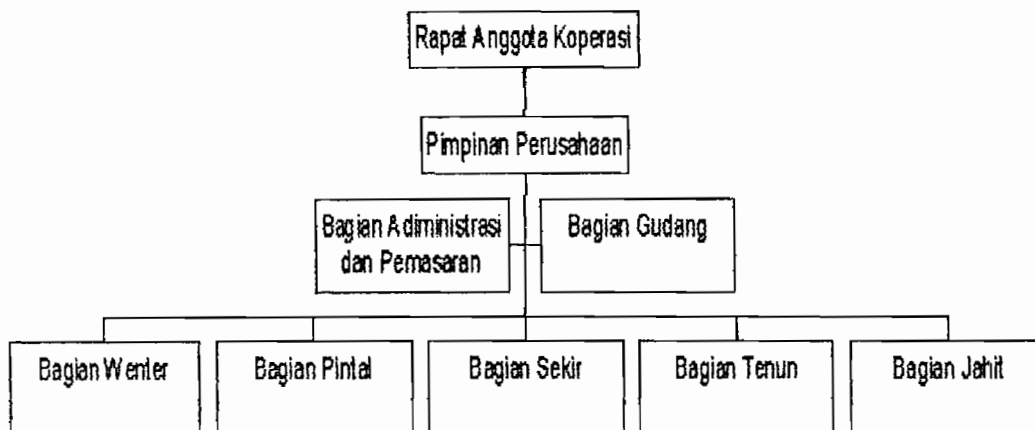 Rapat Anggota Koperasi
Pimpinan Perusahaan
Bagian Adiministrasi
dan Pemasaran
Bagian Gudang
Bagian Wenter
Bagian Pintal
Bagian Sekir
Bagian Tenun
Bagian Jahit